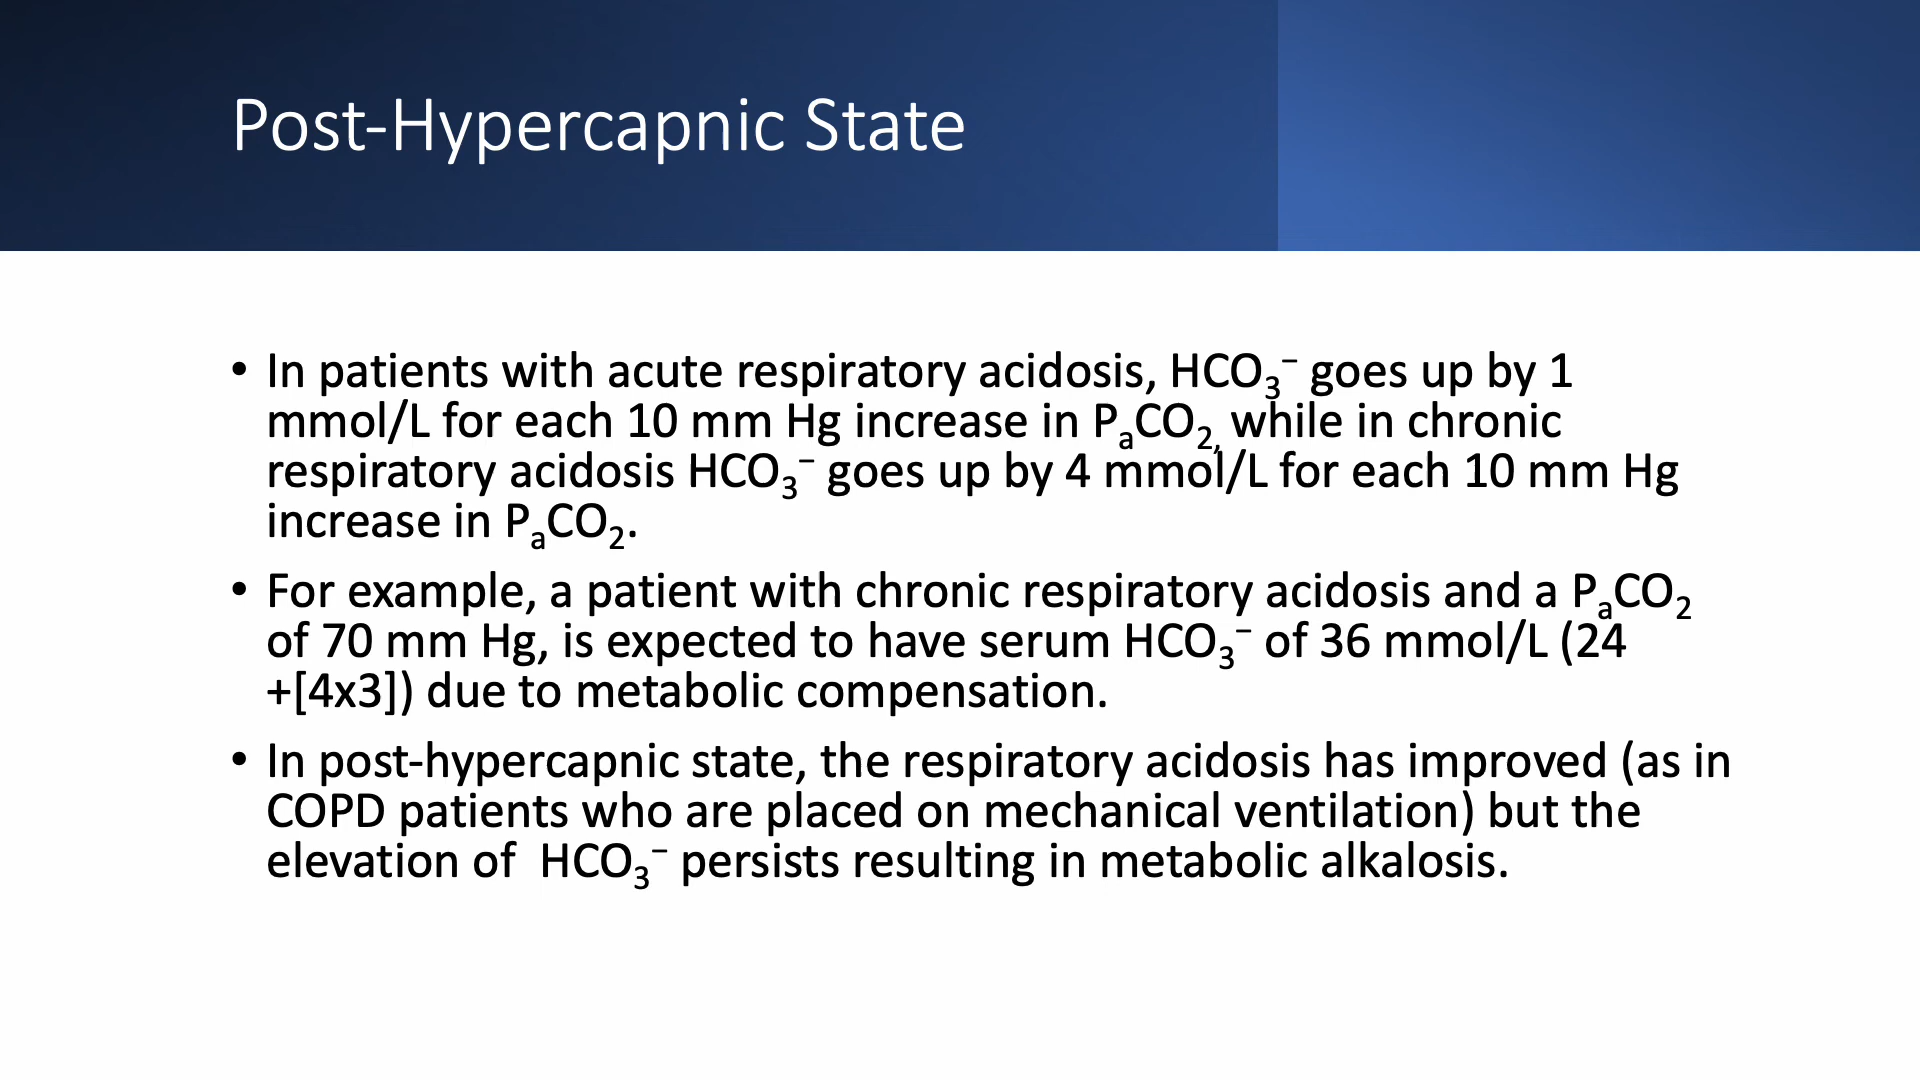 Post-Hypercapnic State
• In patients with acute respiratory acidosis, HCO₃⁻ goes up by 1
mmol/L for each 10 mm Hg increase in PₐCO₂, while in chronic
respiratory acidosis HCO₃⁻ goes up by 4 mmol/L for each 10 mm Hg
increase in PₐCO₂.
• For example, a patient with chronic respiratory acidosis and a PₐCO₂
of 70 mm Hg, is expected to have serum HCO₃⁻ of 36 mmol/L (24
+[4x3]) due to metabolic compensation.
• In post-hypercapnic state, the respiratory acidosis has improved (as in
COPD patients who are placed on mechanical ventilation) but the
elevation of  HCO₃⁻ persists resulting in metabolic alkalosis.